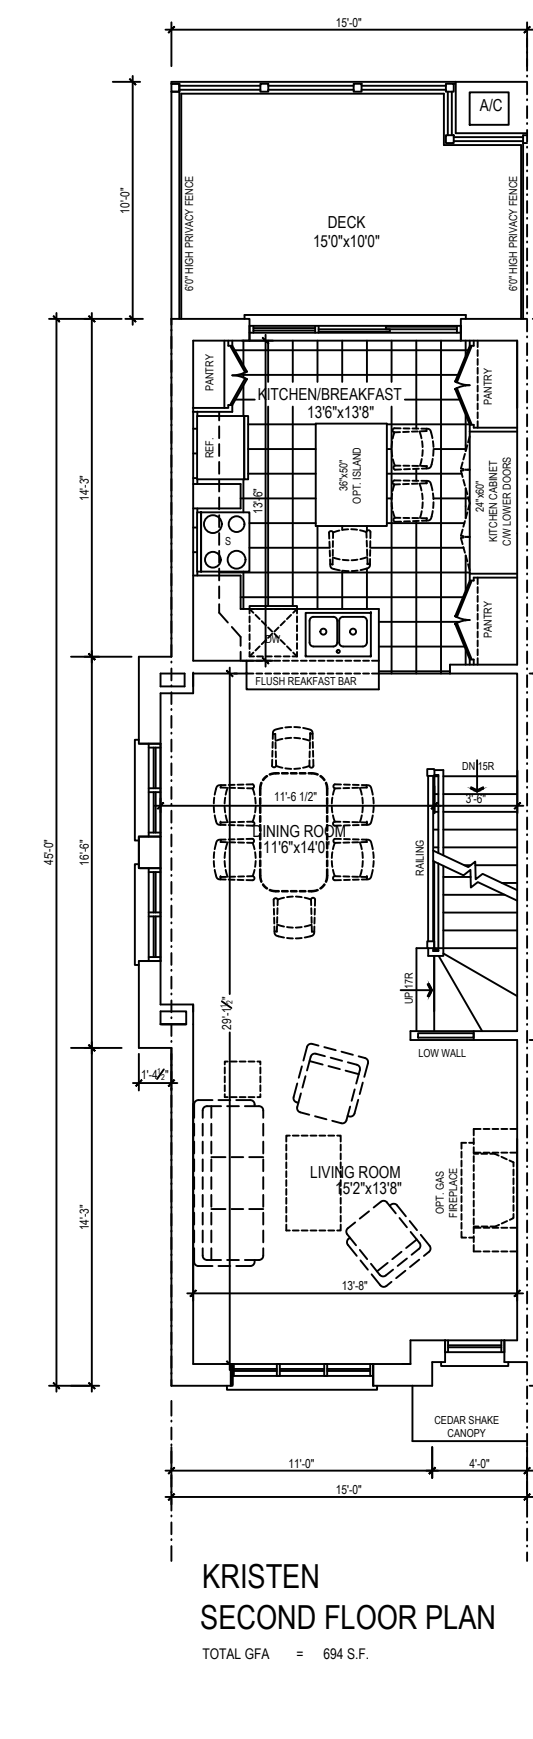 15'-0"
A/C
10'-0"
6'0" HIGH PRIVACY FENCE
6'0" HIGH PRIVACY FENCE
DECK
15'0"x10'0"
PANTRY
KITCHEN/BREAKFAST
13'6"x13'8"
PANTRY
REF.
36"x50"
OPT. ISLAND
24"x60"
KITCHEN CABINET
C/W LOWER DOORS
14'-3"
13'-6"
S
PANTRY
DW
FLUSH REAKFAST BAR
DN 15R
11'-6 1/2"
3'-6"
DINING ROOM
11'6"x14'0"
RAILING
45'-0"
16'-6"
UP 17R
29'-1½"
LOW WALL
1'-4½"
LIVING ROOM
15'2"x13'8"
OPT. GAS
FIREPLACE
14'-3"
13'-8"
CEDAR SHAKE
CANOPY
11'-0"
4'-0"
15'-0"
KRISTEN
SECOND FLOOR PLAN
TOTAL GFA = 694 S.F.